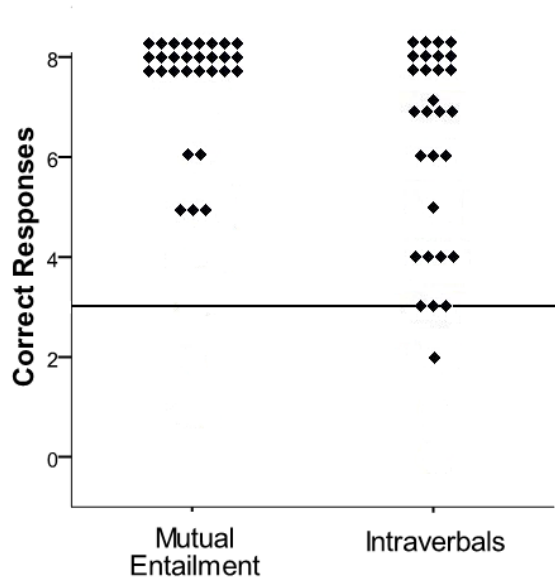 Correct Responses
8
6
4
2
0
Mutual
Entailment
Intraverbals